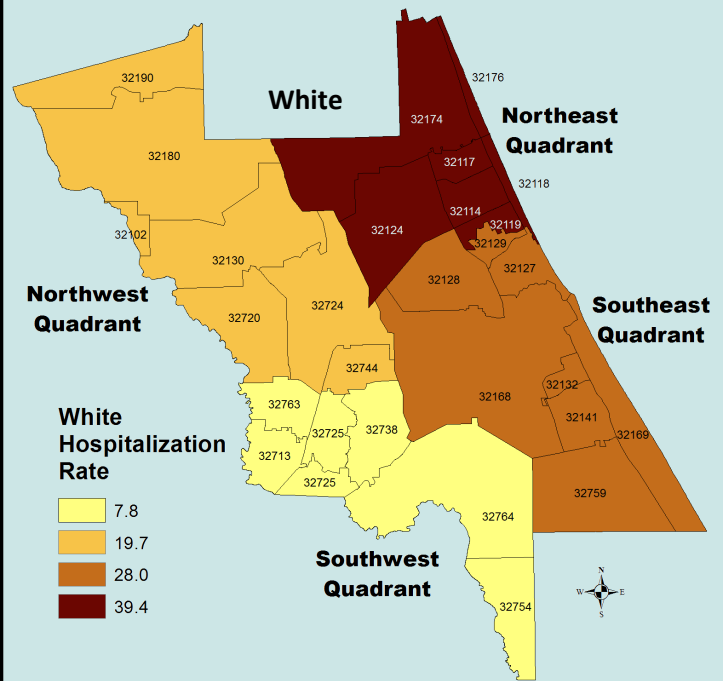 White
32190
32176
32174
Northeast
Quadrant
32180
32117
32118
32114
32102
32124
32119
32129
32130
32127
32128
Northwest
Quadrant
32724
32720
Southeast
Quadrant
32744
32132
32168
32763
32141
32725
32738
32169
32713
32725
32759
32764
White
Hospitalization
Rate
7.8
19.7
28.0
39.4
Southwest
Quadrant
32754
N
W
E
S